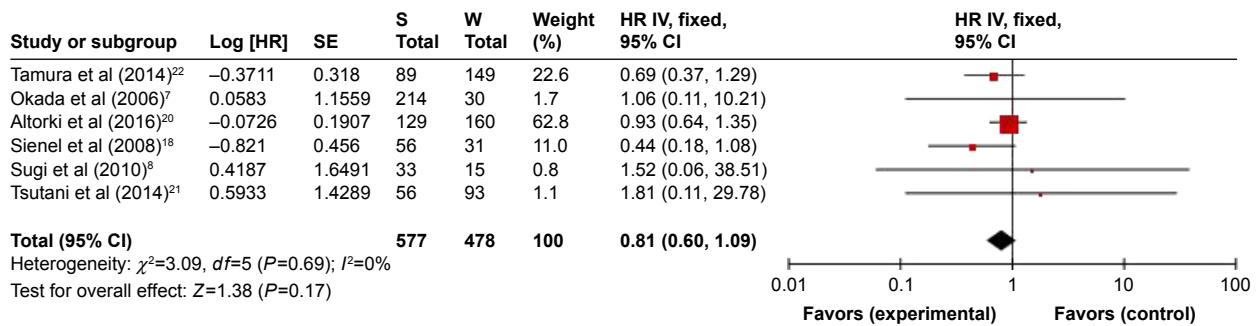 S W Weight HR IV, fixed, HR IV, fixed,
Study or subgroup Log [HR] SE Total Total (%) 95% CI 95% CI
Tamura et al (2014)²² –0.3711 0.318 89 149 22.6 0.69 (0.37, 1.29)
Okada et al (2006)⁷ 0.0583 1.1559 214 30 1.7 1.06 (0.11, 10.21)
Altorki et al (2016)²⁰ –0.0726 0.1907 129 160 62.8 0.93 (0.64, 1.35)
Sienel et al (2008)¹⁸ –0.821 0.456 56 31 11.0 0.44 (0.18, 1.08)
Sugi et al (2010)⁸ 0.4187 1.6491 33 15 0.8 1.52 (0.06, 38.51)
Tsutani et al (2014)²¹ 0.5933 1.4289 56 93 1.1 1.81 (0.11, 29.78)
Total (95% CI) 577 478 100 0.81 (0.60, 1.09)
Heterogeneity: χ²=3.09, df=5 (P=0.69); I²=0%
Test for overall effect: Z=1.38 (P=0.17)
0.01 0.1 1 10 100
Favors (experimental) Favors (control)